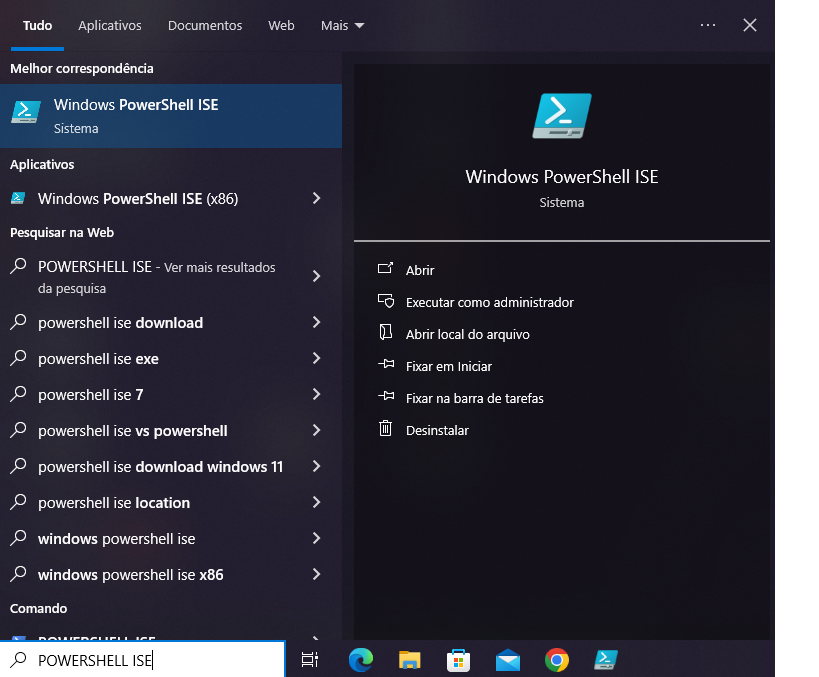 Tudo
Aplicativos
Documentos
Web
Mais
Melhor correspondência
Windows PowerShell ISE
Sistema
Aplicativos
Windows PowerShell ISE (x86)
Pesquisar na Web
POWERSHELL ISE - Ver mais resultados
da pesquisa
powershell ise download
powershell ise exe
powershell ise 7
powershell ise vs powershell
powershell ise download windows 11
powershell ise location
windows powershell ise
windows powershell ise x86
Comando
POWERSHELL ISE
POWERSHELL ISE
Windows PowerShell ISE
Sistema
Abrir
Executar como administrador
Abrir local do arquivo
Fixar em Iniciar
Fixar na barra de tarefas
Desinstalar